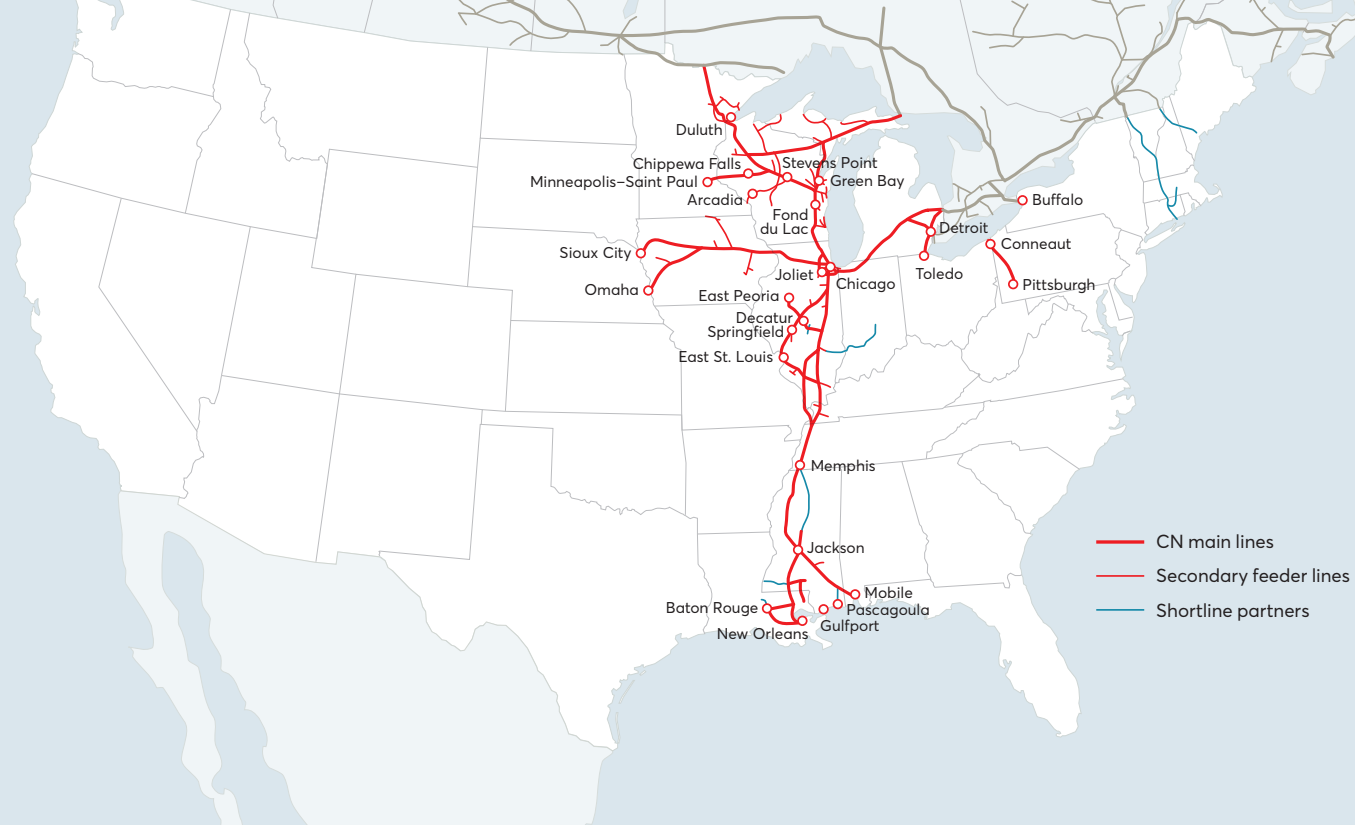 Duluth
Chippewa Falls
Stevens Point
Minneapolis–Saint Paul
Green Bay
Arcadia
Buffalo
Fond
du Lac
Detroit
Conneaut
Sioux City
Joliet
Toledo
Chicago
Pittsburgh
Omaha
East Peoria
Decatur
Springfield
East St. Louis
Memphis
CN main lines
Jackson
Secondary feeder lines
Mobile
Baton Rouge
Pascagoula
Shortline partners
Gulfport
New Orleans